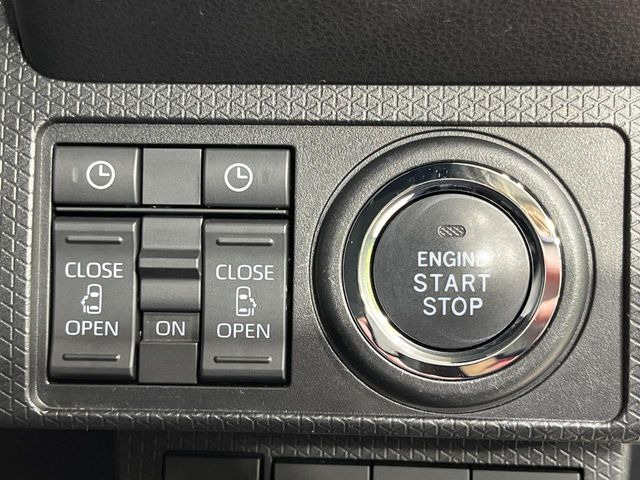 CLOSE
OPEN
ON
CLOSE
OPEN
ENGINE
START
STOP